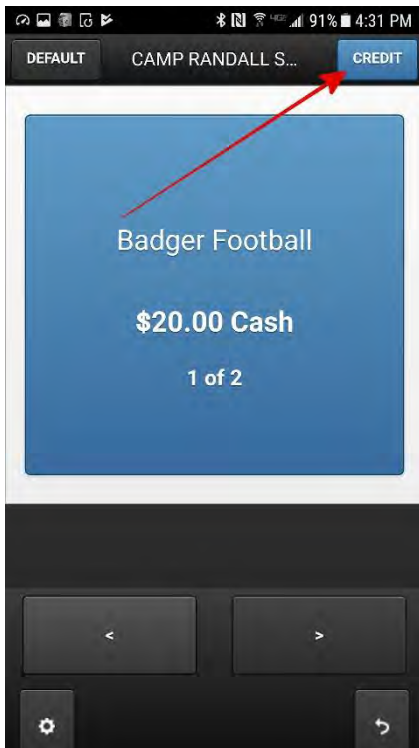 91% 4:31 PM
DEFAULT CAMP RANDALL S... CREDIT
Badger Football
$20.00 Cash
1 of 2
< >